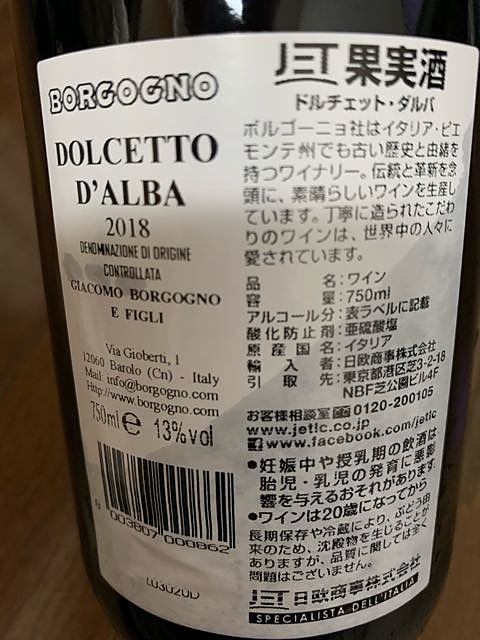 BORGOGNO
DOLCETTO
D'ALBA
2018
DENOMINAZIONE DI ORIGINE
CONTROLLATA
GIACOMO BORGOGNO
E FIGLI
Via Gioberti, 1
12060 Barolo (Cn) - Italy
Mail: info@borgogno.com
Http://www.borgogno.com
750ml e 13%vol
8 003807 000862
JET 果実酒
ドルチェット・ダルバ
ボルゴーニョ社はイタリア・ピエ
モンテ州でも古い歴史と由緒を
持つワイナリー。伝統と革新を念
頭に、素晴らしいワインを生産し
ています。丁寧に造られたこだわ
りのワインは、世界中の人々に
愛されています。
品名:ワイン
容量:750ml
アルコール分:表ラベルに記載
酸化防止剤:亜硫酸塩
原産国名:イタリア
輸入者:日欧商事株式会社
引取先:東京都港区芝3-2-18
NBF芝公園ビル4F
お客様相談室 0120-200105
www.jetlc.co.jp
www.facebook.com/jetlc
●妊娠中や授乳期の飲酒は
胎児・乳児の発育に悪影
響を与えるおそれがあります。
●ワインは20歳になってから
長期保存や冷蔵により、ぶどう由
来のため、沈殿物を生じることが
ありますが、品質に関しては全く
問題はございません。
JET 日欧商事株式会社
SPECIALISTA DELL'ITALIA